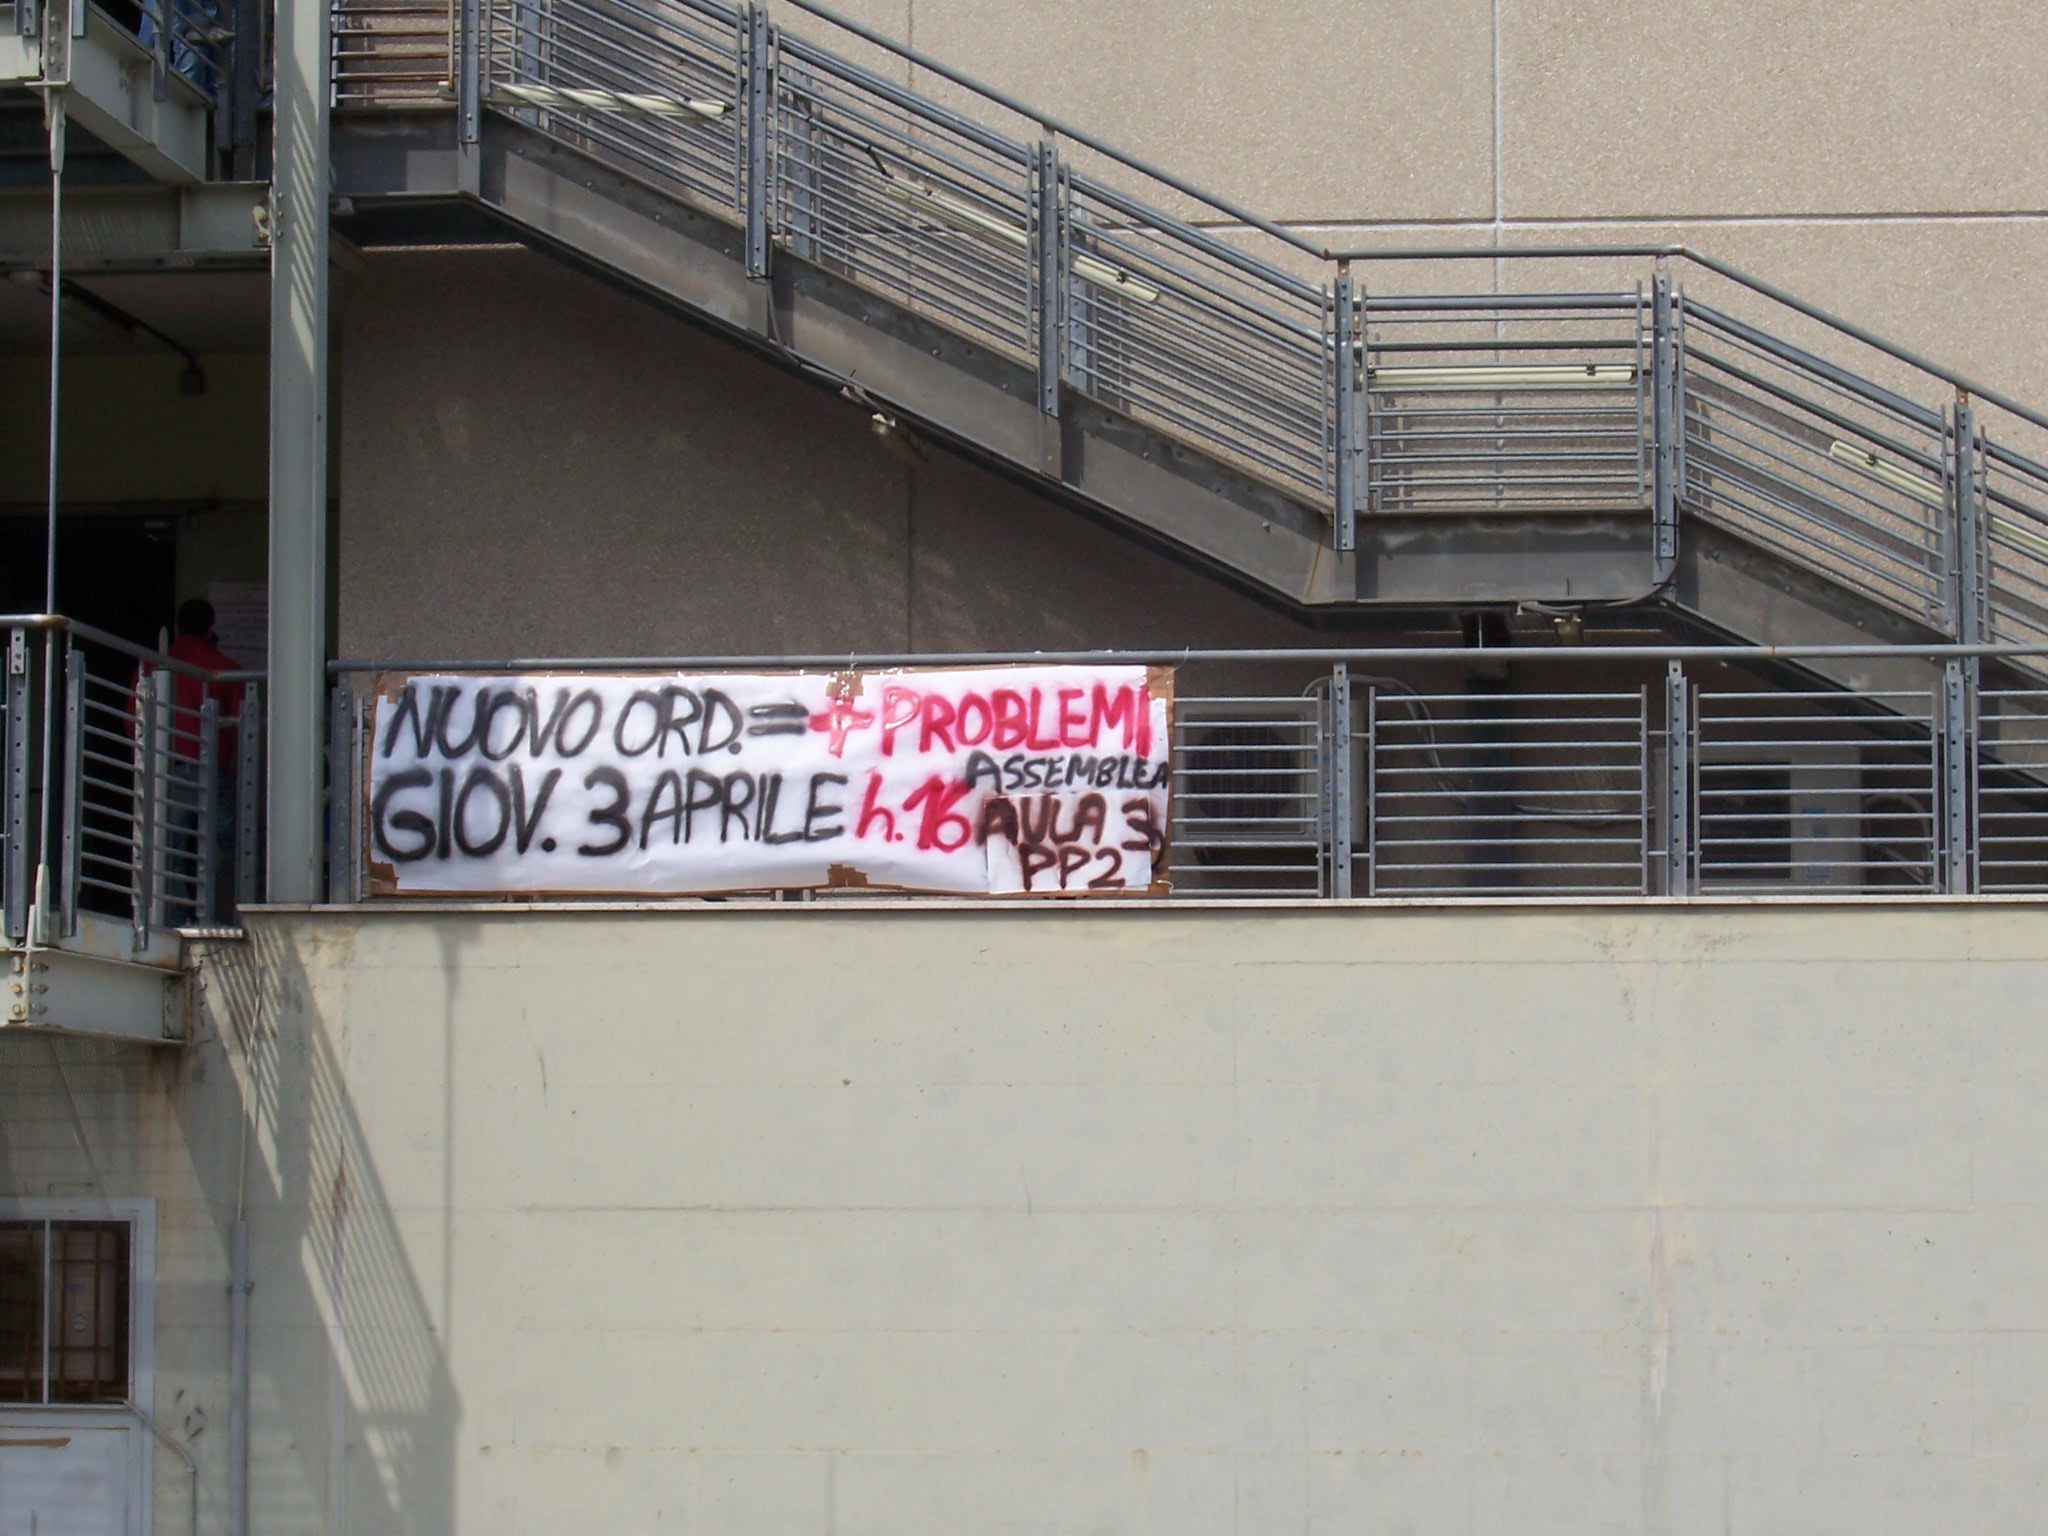 NUOVO ORD. = + PROBLEMI
GIOV. 3 APRILE h. 16
ASSEMBLEA
AULA 3
PP2